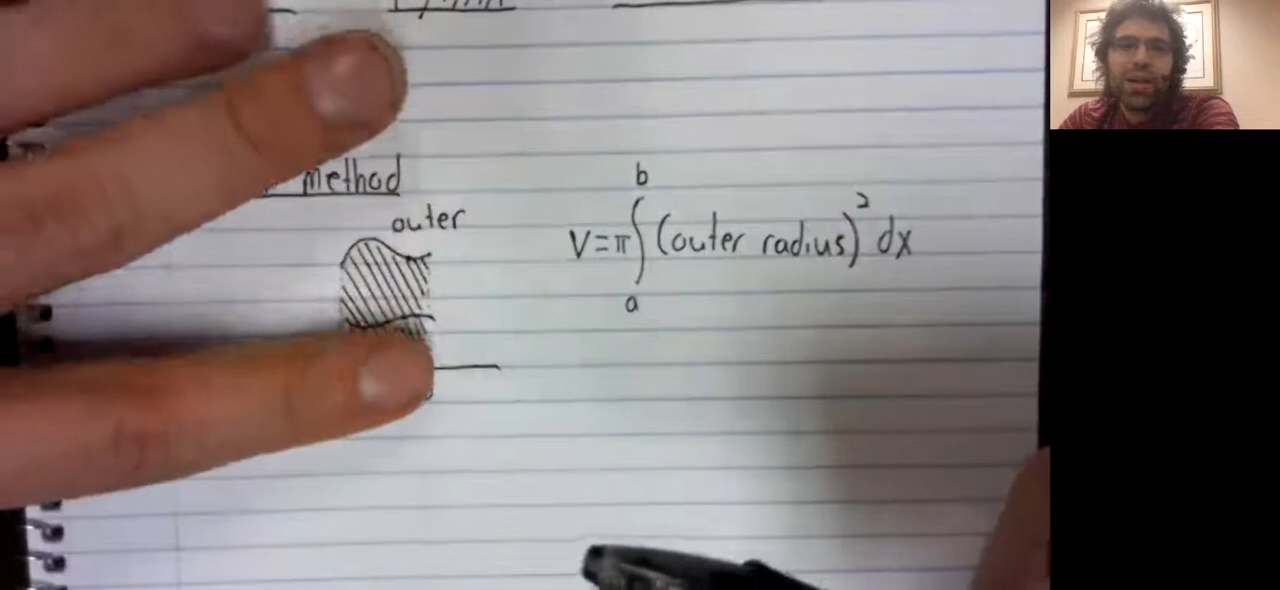 method
outer
b
V=π∫(outer radius)² dx
a